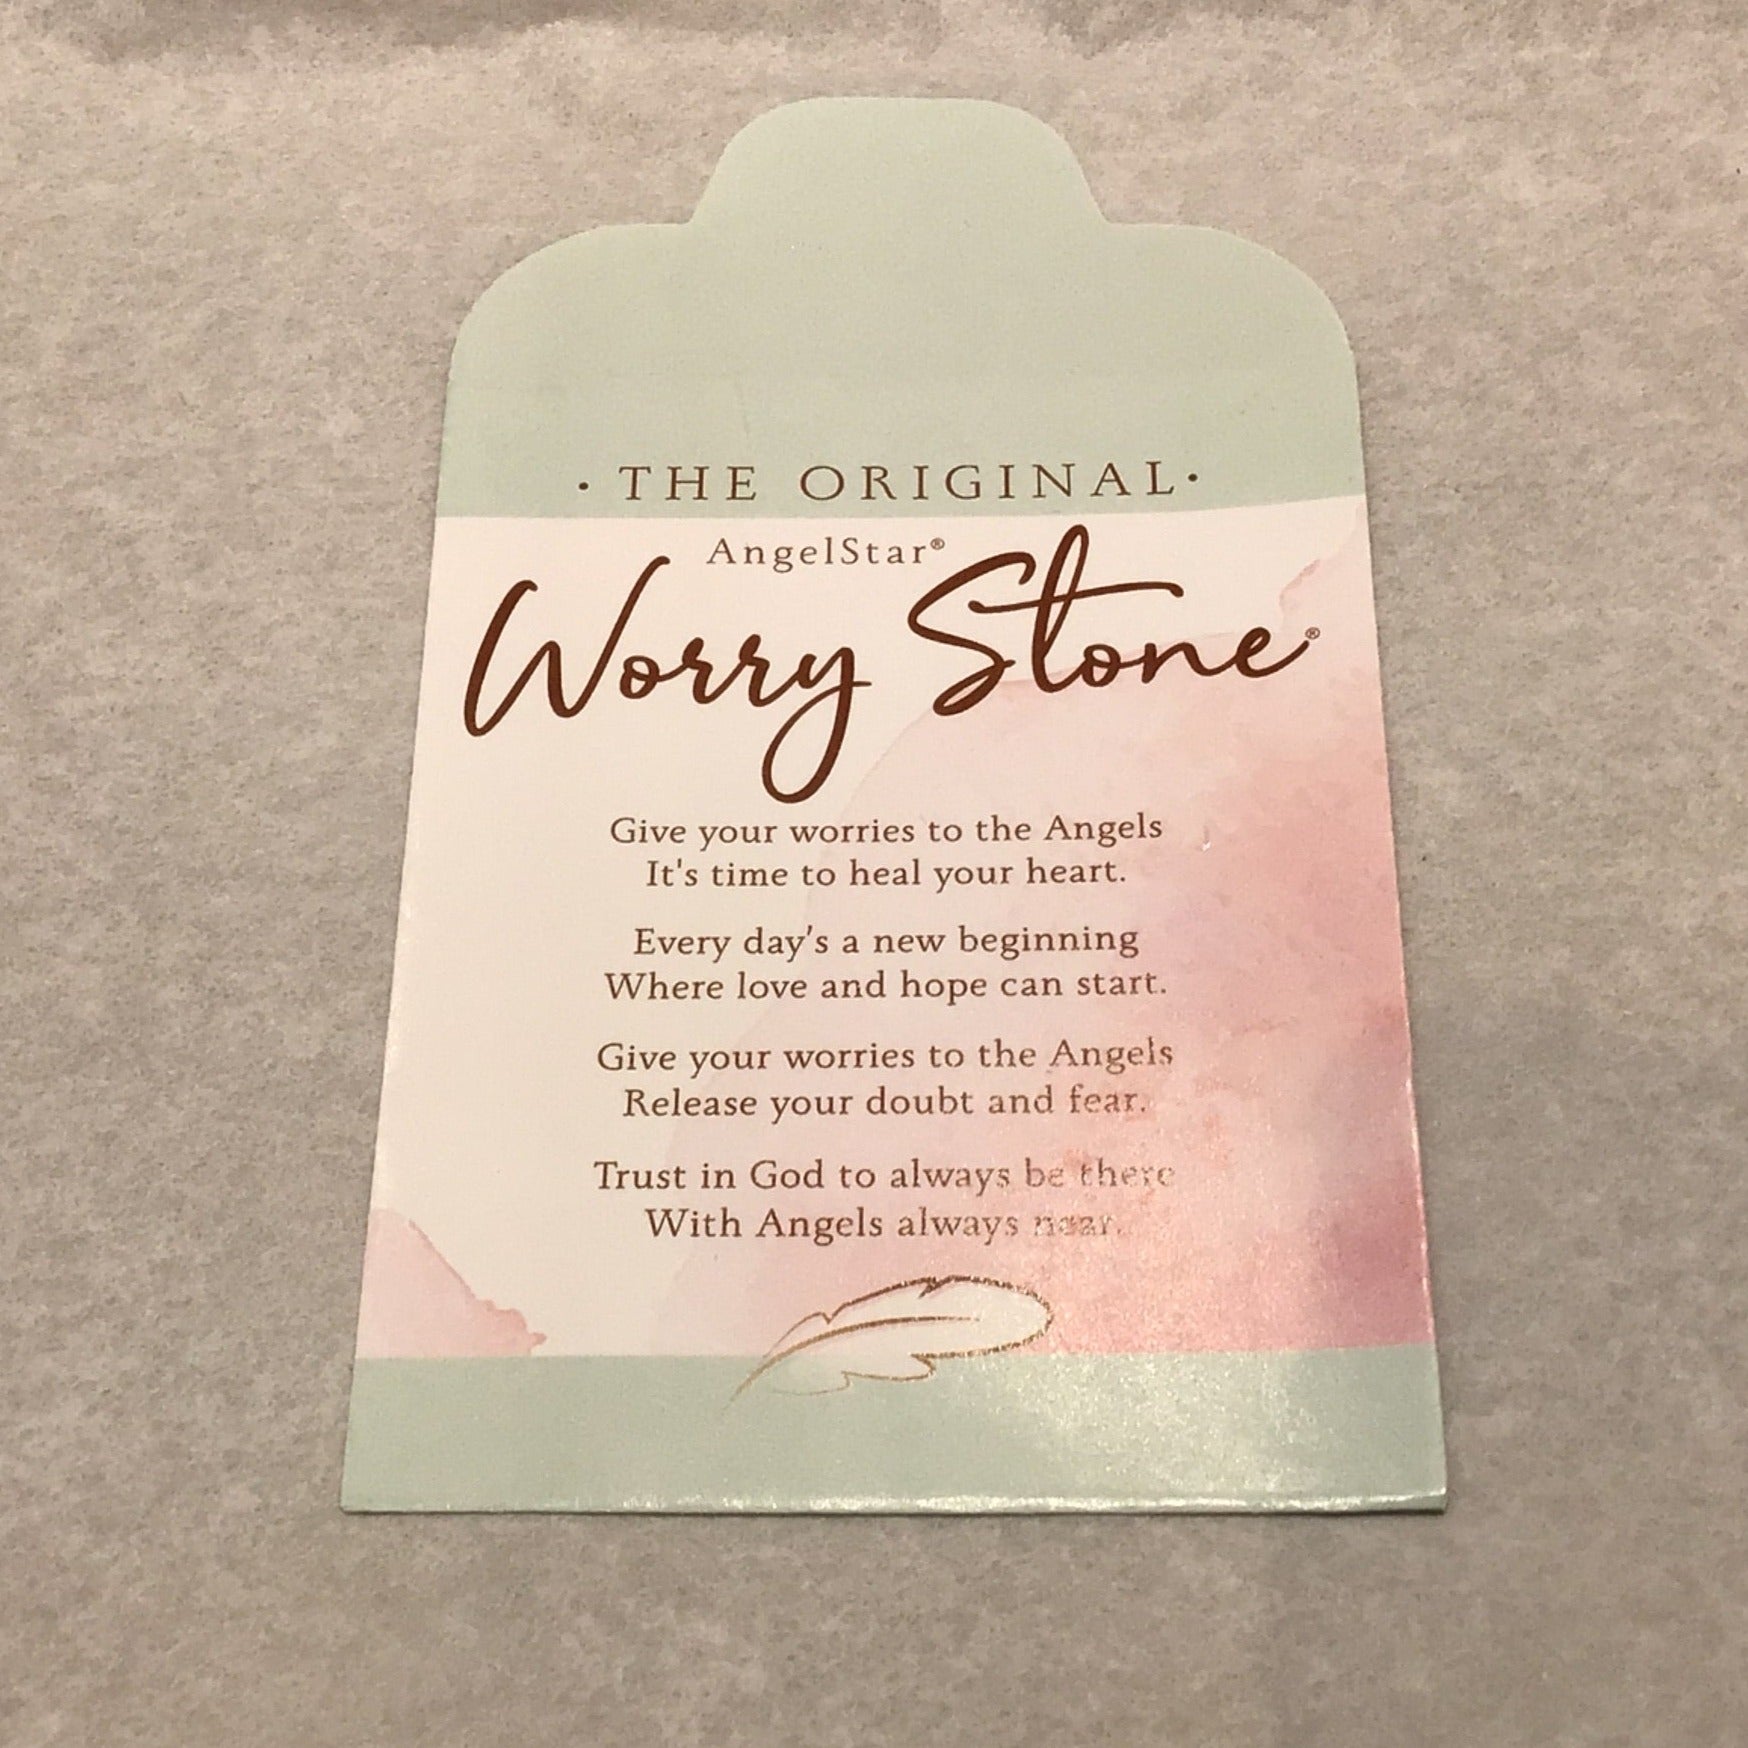 · THE ORIGINAL ·
AngelStar®
Worry Stone®
Give your worries to the Angels
It's time to heal your heart.
Every day's a new beginning
Where love and hope can start.
Give your worries to the Angels
Release your doubt and fear.
Trust in God to always be there
With Angels always near.